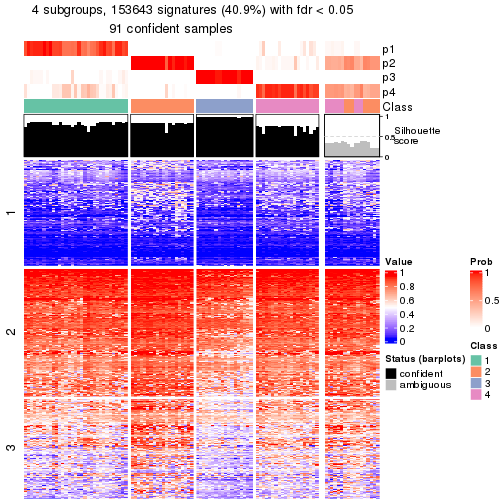 4 subgroups, 153643 signatures (40.9%) with fdr < 0.05
91 confident samples
p1
p2
p3
p4
Class
1
0.5
0
Silhouette
score
1
2
3
Value
1
0.8
0.6
0.4
0.2
0
Prob
1
0.5
0
Status (barplots)
confident
ambiguous
Class
1
2
3
4